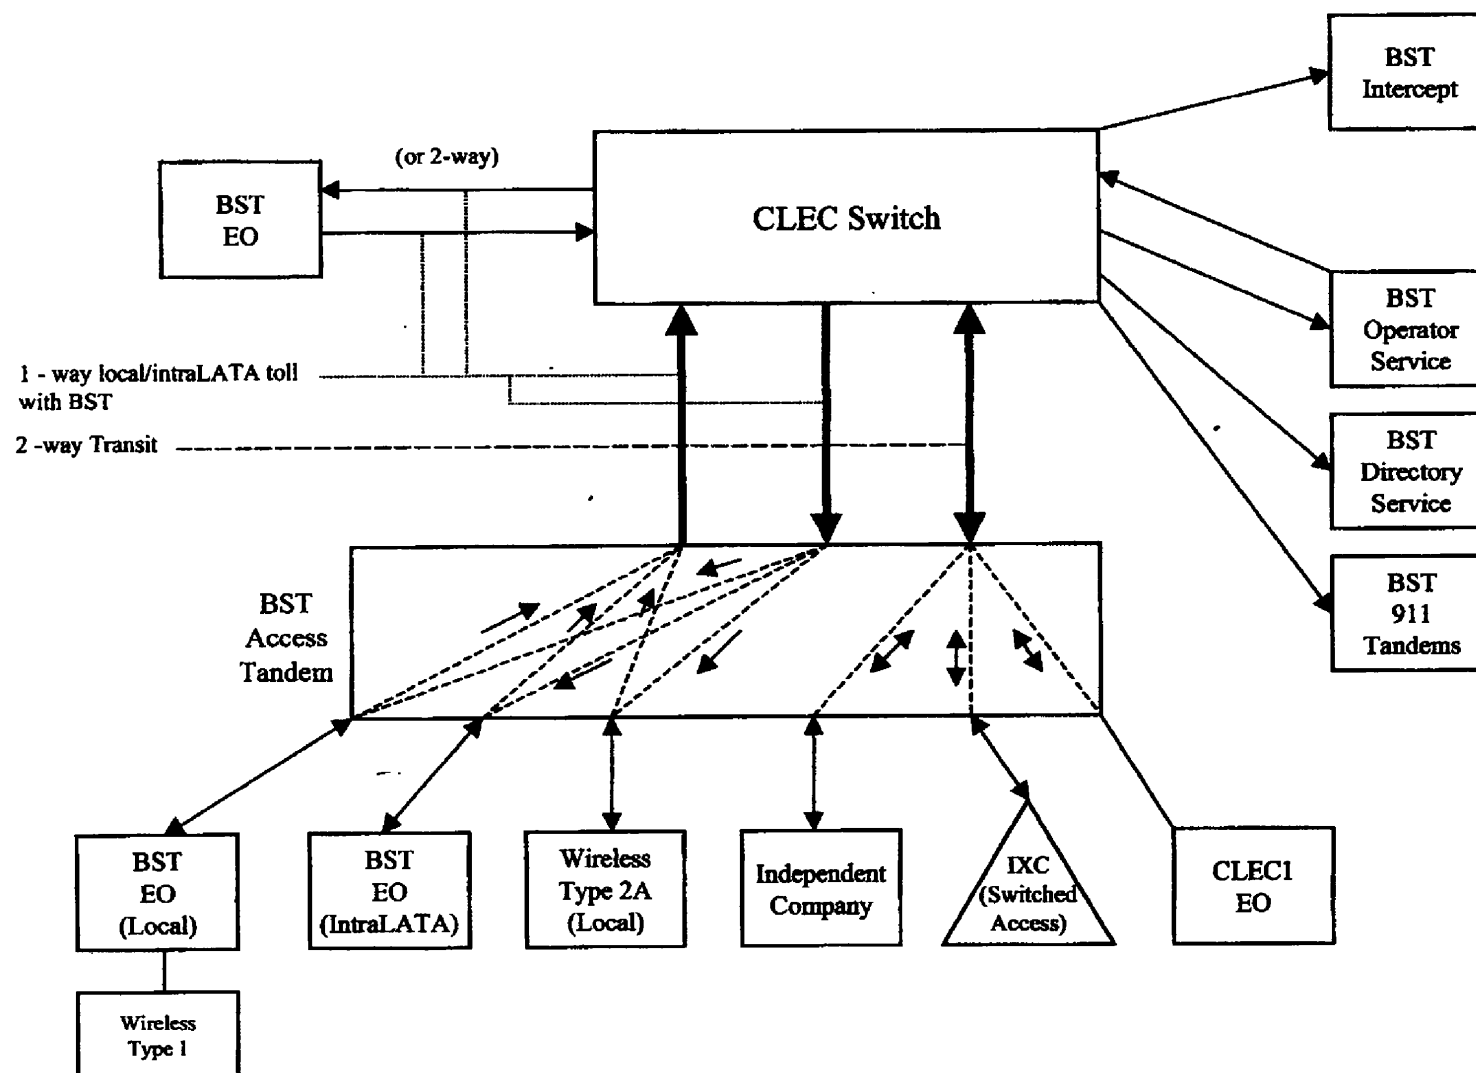 BST
Intercept
(or 2-way)
BST
EO
CLEC Switch
BST
Operator
Service
1 - way local/intraLATA toll
with BST
2 -way Transit
BST
Directory
Service
BST
911
Tandems
BST
Access
Tandem
BST
EO
(Local)
BST
EO
(IntraLATA)
Wireless
Type 2A
(Local)
Independent
Company
IXC
(Switched
Access)
CLEC1
EO
Wireless
Type 1